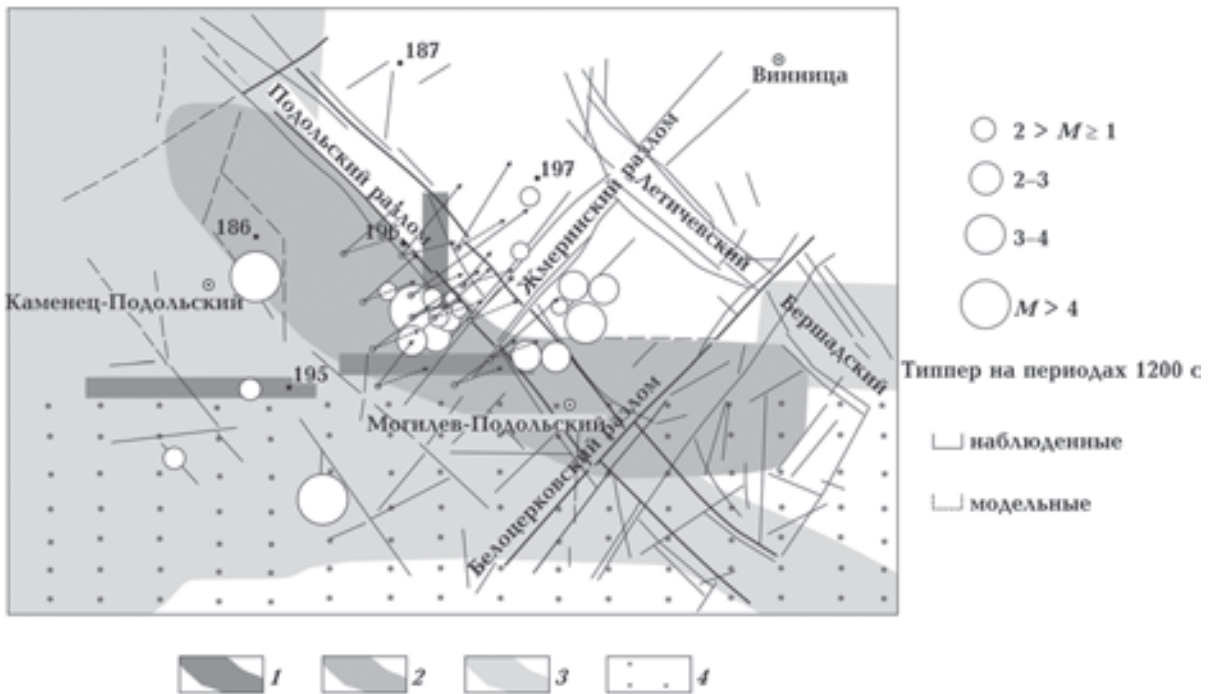 187
Винница
Подольский разлом
Жмеринский разлом
Летичевский
197
196
186
Каменец-Подольский
Бершадский
195
Могилев-Подольский
Белоцерковский разлом
2 > M ≥ 1
2–3
3–4
M > 4
Типпер на периодах 1200 с
наблюденные
модельные
1
2
3
4